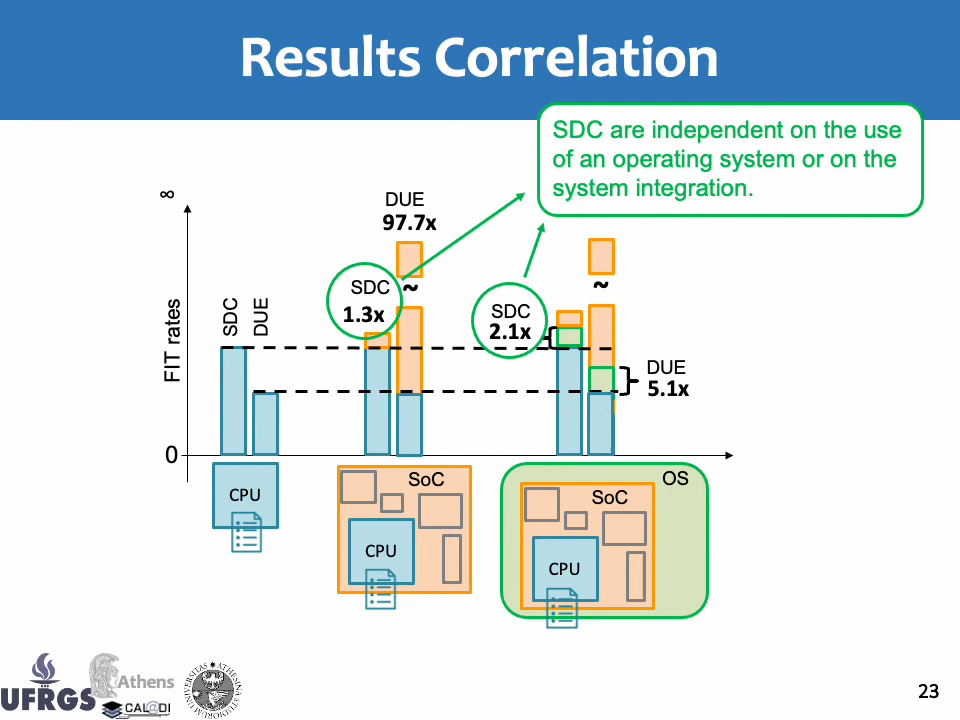 Results Correlation
SDC are independent on the use
of an operating system or on the
system integration.
∞
DUE
97.7x
FIT rates
SDC
DUE
SDC
1.3x
~
SDC
2.1x
~
DUE
5.1x
0
CPU
SoC
CPU
OS
SoC
CPU
UFRGS
Athens
CAL@DI
23